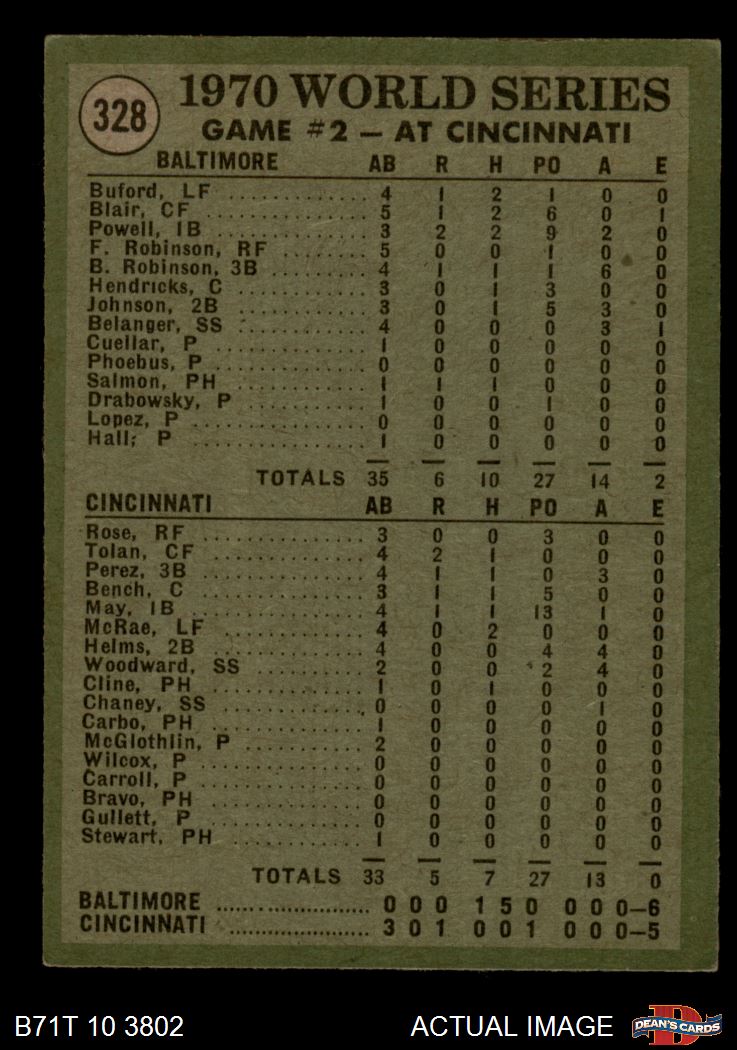 328
1970 WORLD SERIES
GAME #2 — AT CINCINNATI
BALTIMORE AB R H PO A E
Buford, LF ............ 4 1 2 1 0 0
Blair, CF ............ 5 1 2 6 0 1
Powell, 1B ............ 3 2 2 9 2 0
F. Robinson, RF ........ 5 0 0 1 0 0
B. Robinson, 3B ........ 4 1 1 1 6 0
Hendricks, C ............ 3 0 1 3 0 0
Johnson, 2B ............ 3 0 1 5 3 0
Belanger, SS ............ 4 0 0 0 3 1
Cuellar, P ............ 1 0 0 0 0 0
Phoebus, P ............ 0 0 0 0 0 0
Salmon, PH ............ 1 1 1 0 0 0
Drabowsky, P ............ 1 0 0 1 0 0
Lopez, P ............ 0 0 0 0 0 0
Hall, P ............ 1 0 0 0 0 0
TOTALS 35 6 10 27 14 2
CINCINNATI AB R H PO A E
Rose, RF ............ 3 0 0 3 0 0
Tolan, CF ............ 4 2 1 0 0 0
Perez, 3B ............ 4 1 1 0 3 0
Bench, C ............ 3 1 1 5 0 0
May, 1B ............ 4 1 1 13 1 0
McRae, LF ............ 4 0 2 0 0 0
Helms, 2B ............ 4 0 0 4 4 0
Woodward, SS ............ 2 0 0 2 4 0
Cline, PH ............ 1 0 1 0 0 0
Chaney, SS ............ 0 0 0 0 1 0
Carbo, PH ............ 1 0 0 0 0 0
McGlothlin, P ............ 2 0 0 0 0 0
Wilcox, P ............ 0 0 0 0 0 0
Carroll, P ............ 0 0 0 0 0 0
Bravo, PH ............ 0 0 0 0 0 0
Gullett, P ............ 0 0 0 0 0 0
Stewart, PH ............ 1 0 0 0 0 0
TOTALS 33 5 7 27 13 0
BALTIMORE ............ 0 0 0 1 5 0 0 0 0—6
CINCINNATI ............ 3 0 1 0 0 1 0 0 0—5
B71T 10 3802 ACTUAL IMAGE DEAN'S CARDS